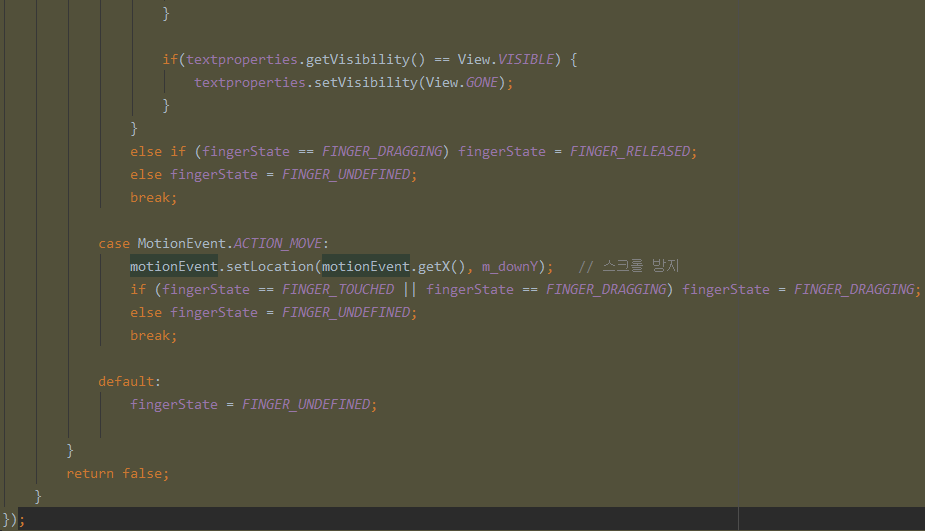 }
if(textproperties.getVisibility() == View.VISIBLE) {
textproperties.setVisibility(View.GONE);
}
}
else if (fingerState == FINGER_DRAGGING) fingerState = FINGER_RELEASED;
else fingerState = FINGER_UNDEFINED;
break;
case MotionEvent.ACTION_MOVE:
motionEvent.setLocation(motionEvent.getX(), m_downY);   // 스크롤 방지
if (fingerState == FINGER_TOUCHED || fingerState == FINGER_DRAGGING) fingerState = FINGER_DRAGGING;
else fingerState = FINGER_UNDEFINED;
break;
default:
fingerState = FINGER_UNDEFINED;
}
return false;
}
});